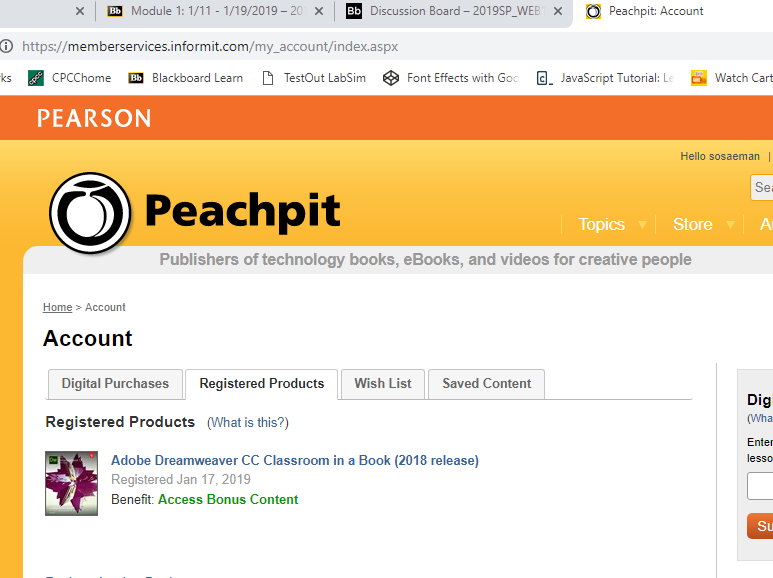 Module 1: 1/11 - 1/19/2019 – 20
Discussion Board – 2019SP_WEB1
Peachpit: Account
https://memberservices.informit.com/my_account/index.aspx
ks CPCChome Blackboard Learn TestOut LabSim Font Effects with Goo JavaScript Tutorial: Le Watch Cart
PEARSON
Hello sosaeman |
Sea
Peachpit
Topics Store A
Publishers of technology books, eBooks, and videos for creative people
Home > Account
Account
Digital Purchases Registered Products Wish List Saved Content
Registered Products (What is this?)
Adobe Dreamweaver CC Classroom in a Book (2018 release)
Registered Jan 17, 2019
Benefit: Access Bonus Content
Digi
(Wha
Enter
lesso
Su